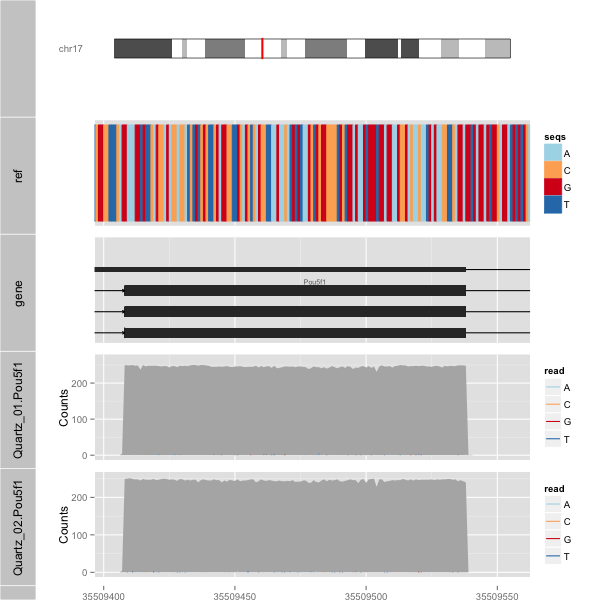 chr17
ref
seqs
A
C
G
T
gene
Pou5f1
Quartz_01.Pou5f1
Counts
200
100
0
read
A
C
G
T
Quartz_02.Pou5f1
Counts
200
100
0
read
A
C
G
T
35509400 35509450 35509500 35509550